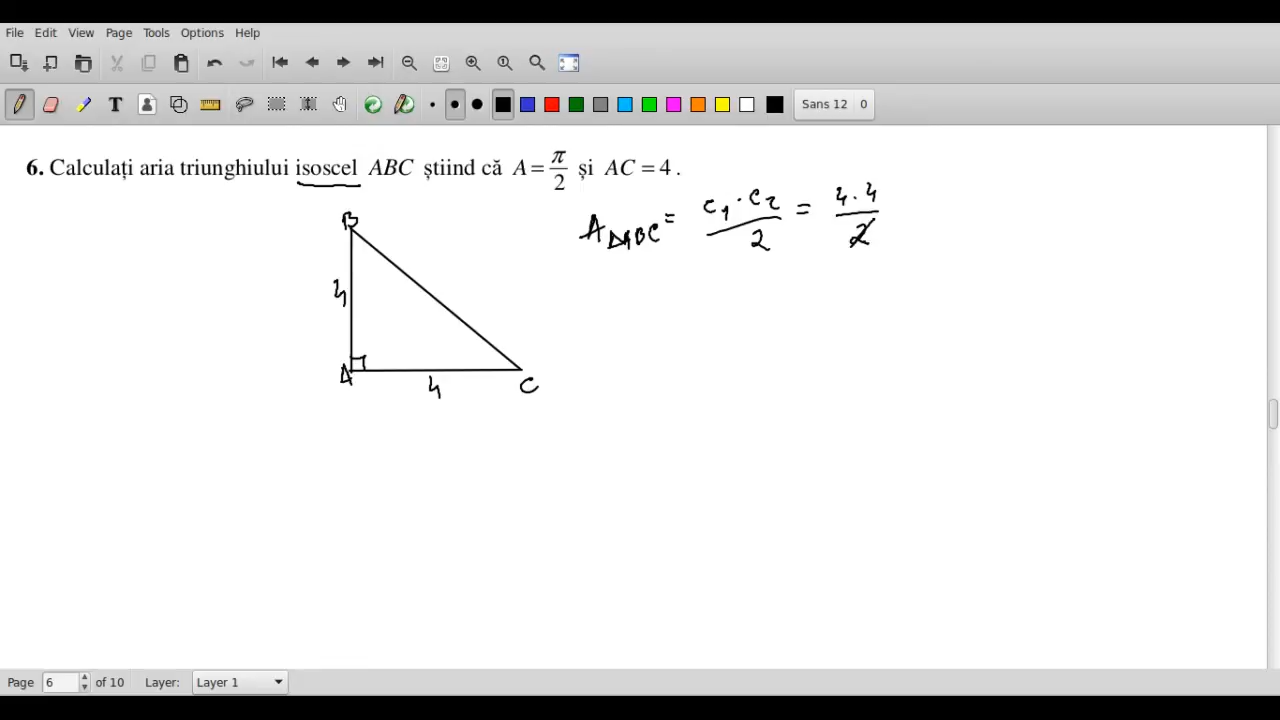 File Edit View Page Tools Options Help
Sans 12 0
6. Calculați aria triunghiului isoscel ABC știind că A = π/2 și AC = 4 .
A△ABC = c1 · c2 / 2 = 4 · 4 / 2
B
4
A
4
C
Page 6 of 10 Layer: Layer 1